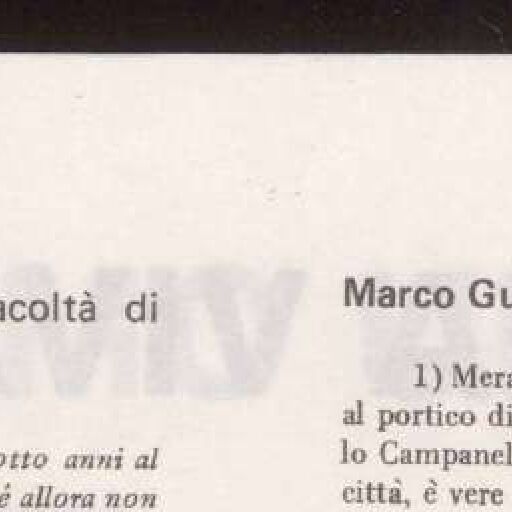 acoltà di
otto anni al
é allora non
Marco Gu
1) Mera
al portico di
lo Campanel
città, è vere